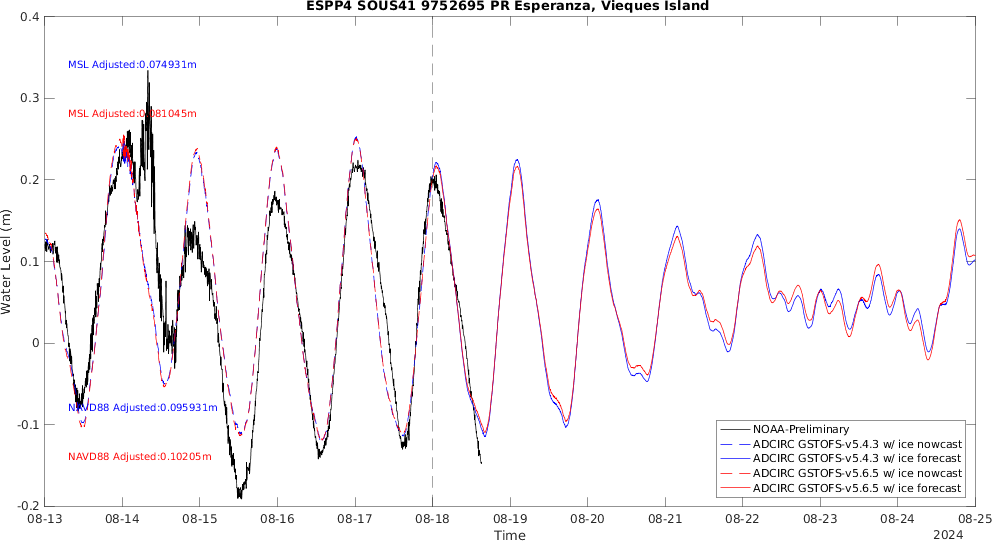 ESPP4 SOUS41 9752695 PR Esperanza, Vieques Island
0.4
0.3
0.2
0.1
0
-0.1
-0.2
Water Level (m)
MSL Adjusted:0.074931m
MSL Adjusted:0.081045m
NAVD88 Adjusted:0.095931m
NAVD88 Adjusted:0.10205m
NOAA-Preliminary
ADCIRC GSTOFS-v5.4.3 w/ ice nowcast
ADCIRC GSTOFS-v5.4.3 w/ ice forecast
ADCIRC GSTOFS-v5.6.5 w/ ice nowcast
ADCIRC GSTOFS-v5.6.5 w/ ice forecast
08-13 08-14 08-15 08-16 08-17 08-18 08-19 08-20 08-21 08-22 08-23 08-24 08-25
Time
2024